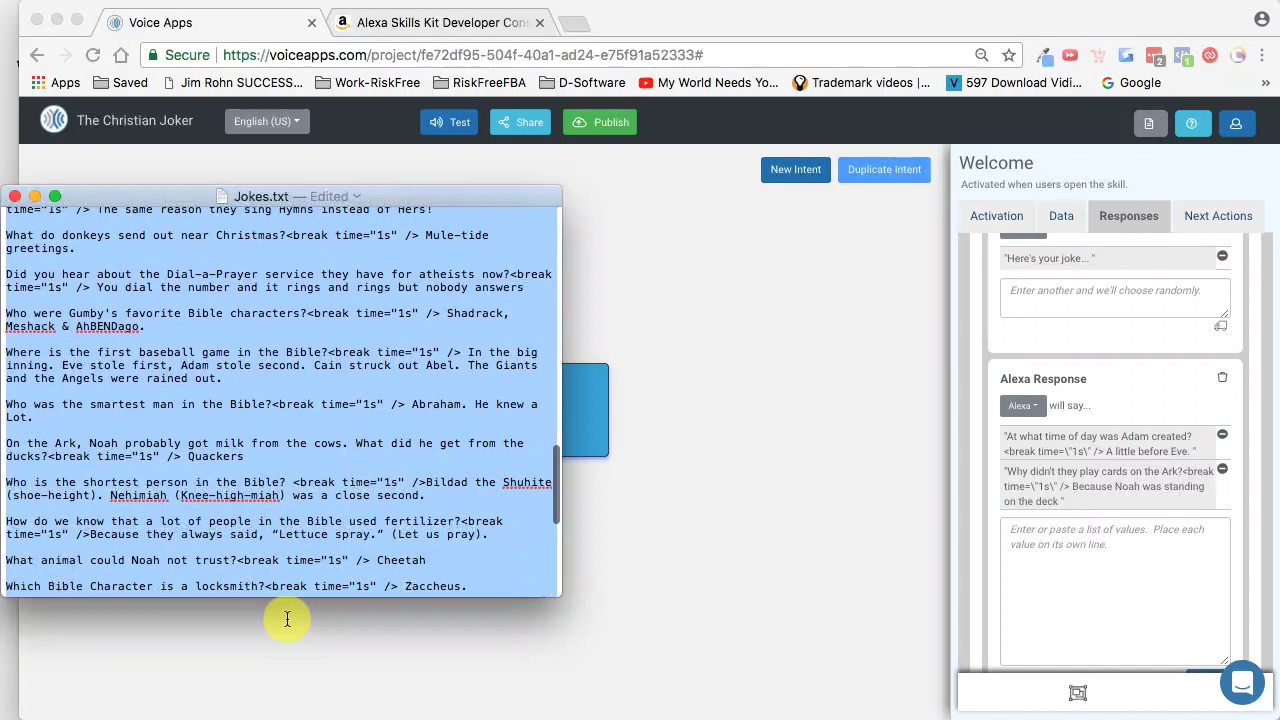 Voice Apps
Alexa Skills Kit Developer Cons
Secure
https://voiceapps.com/project/fe72df95-504f-40a1-ad24-e75f91a52333#
2
1
Apps
Saved
Jim Rohn SUCCESS...
Work-RiskFree
RiskFreeFBA
D-Software
My World Needs Yo...
Trademark videos |...
597 Download Vidi...
Google
»
The Christian Joker
English (US)
Test
Share
Publish
New Intent
Duplicate Intent
Jokes.txt — Edited
time="1s" /> The same reason they sing Hymns instead of Hers!
What do donkeys send out near Christmas?<break time="1s" /> Mule-tide
greetings.
Did you hear about the Dial-a-Prayer service they have for atheists now?<break
time="1s" /> You dial the number and it rings and rings but nobody answers
Who were Gumby's favorite Bible characters?<break time="1s" /> Shadrack,
Meshack & AhBENDago.
Where is the first baseball game in the Bible?<break time="1s" /> In the big
inning. Eve stole first, Adam stole second. Cain struck out Abel. The Giants
and the Angels were rained out.
Who was the smartest man in the Bible?<break time="1s" /> Abraham. He knew a
Lot.
On the Ark, Noah probably got milk from the cows. What did he get from the
ducks?<break time="1s" /> Quackers
Who is the shortest person in the Bible? <break time="1s" />Bildad the Shuhite
(shoe-height). Nehimiah (Knee-high-miah) was a close second.
How do we know that a lot of people in the Bible used fertilizer?<break
time="1s" />Because they always said, “Lettuce spray.” (Let us pray).
What animal could Noah not trust?<break time="1s" /> Cheetah
Which Bible Character is a locksmith?<break time="1s" /> Zaccheus.
Welcome
Activated when users open the skill.
Activation
Data
Responses
Next Actions
"Here's your joke... "
Enter another and we'll choose randomly.
Alexa Response
Alexa
will say...
"At what time of day was Adam created?
<break time=\"1s\" /> A little before Eve. "
"Why didn't they play cards on the Ark?<break
time=\"1s\" /> Because Noah was standing
on the deck "
Enter or paste a list of values. Place each
value on its own line.